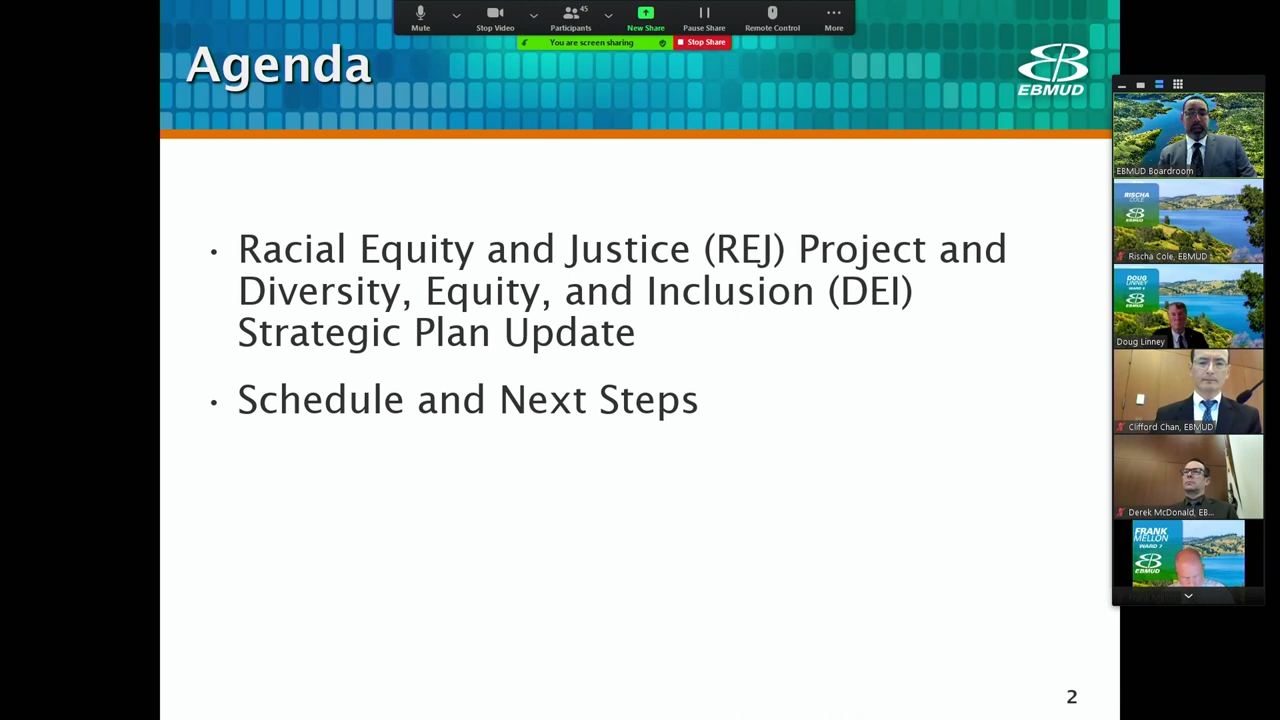 45
Mute
Stop Video
Participants
New Share
Pause Share
Remote Control
More
You are screen sharing
Stop Share
Agenda
EBMUD
• Racial Equity and Justice (REJ) Project and
Diversity, Equity, and Inclusion (DEI)
Strategic Plan Update
• Schedule and Next Steps
2
EBMUD Boardroom
RISCHA
COLE
Rischa Cole, EBMUD
DOUG
LINNEY
Doug Linney
Clifford Chan, EBMUD
Derek McDonald, EB...
FRANK
MELLON
WARD 7
EBMUD